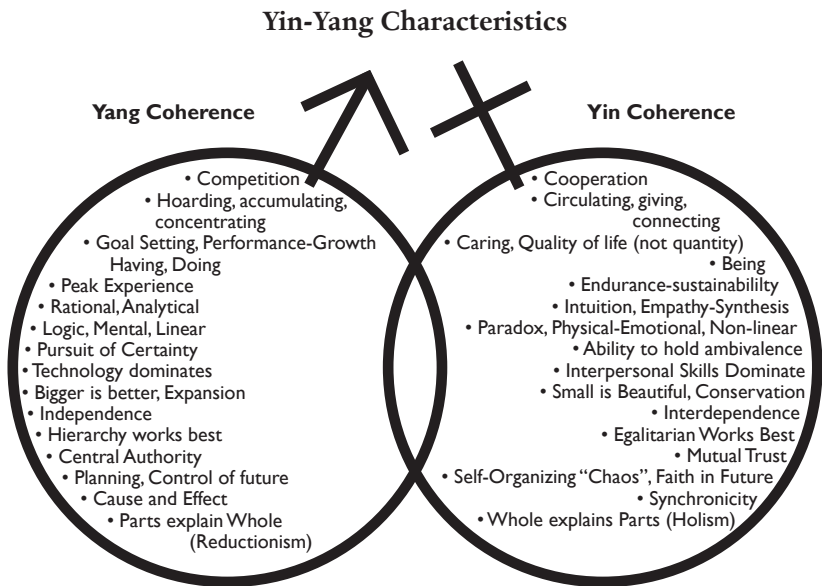 Yin-Yang Characteristics
Yang Coherence
• Competition
• Hoarding, accumulating,
concentrating
• Goal Setting, Performance-Growth
Having, Doing
• Peak Experience
• Rational, Analytical
• Logic, Mental, Linear
• Pursuit of Certainty
• Technology dominates
• Bigger is better, Expansion
• Independence
• Hierarchy works best
• Central Authority
• Planning, Control of future
• Cause and Effect
• Parts explain Whole
(Reductionism)
Yin Coherence
• Cooperation
• Circulating, giving,
connecting
• Caring, Quality of life (not quantity)
• Being
• Endurance-sustainabililty
• Intuition, Empathy-Synthesis
• Paradox, Physical-Emotional, Non-linear
• Ability to hold ambivalence
• Interpersonal Skills Dominate
• Small is Beautiful, Conservation
• Interdependence
• Egalitarian Works Best
• Mutual Trust
• Self-Organizing “Chaos”, Faith in Future
• Synchronicity
• Whole explains Parts (Holism)